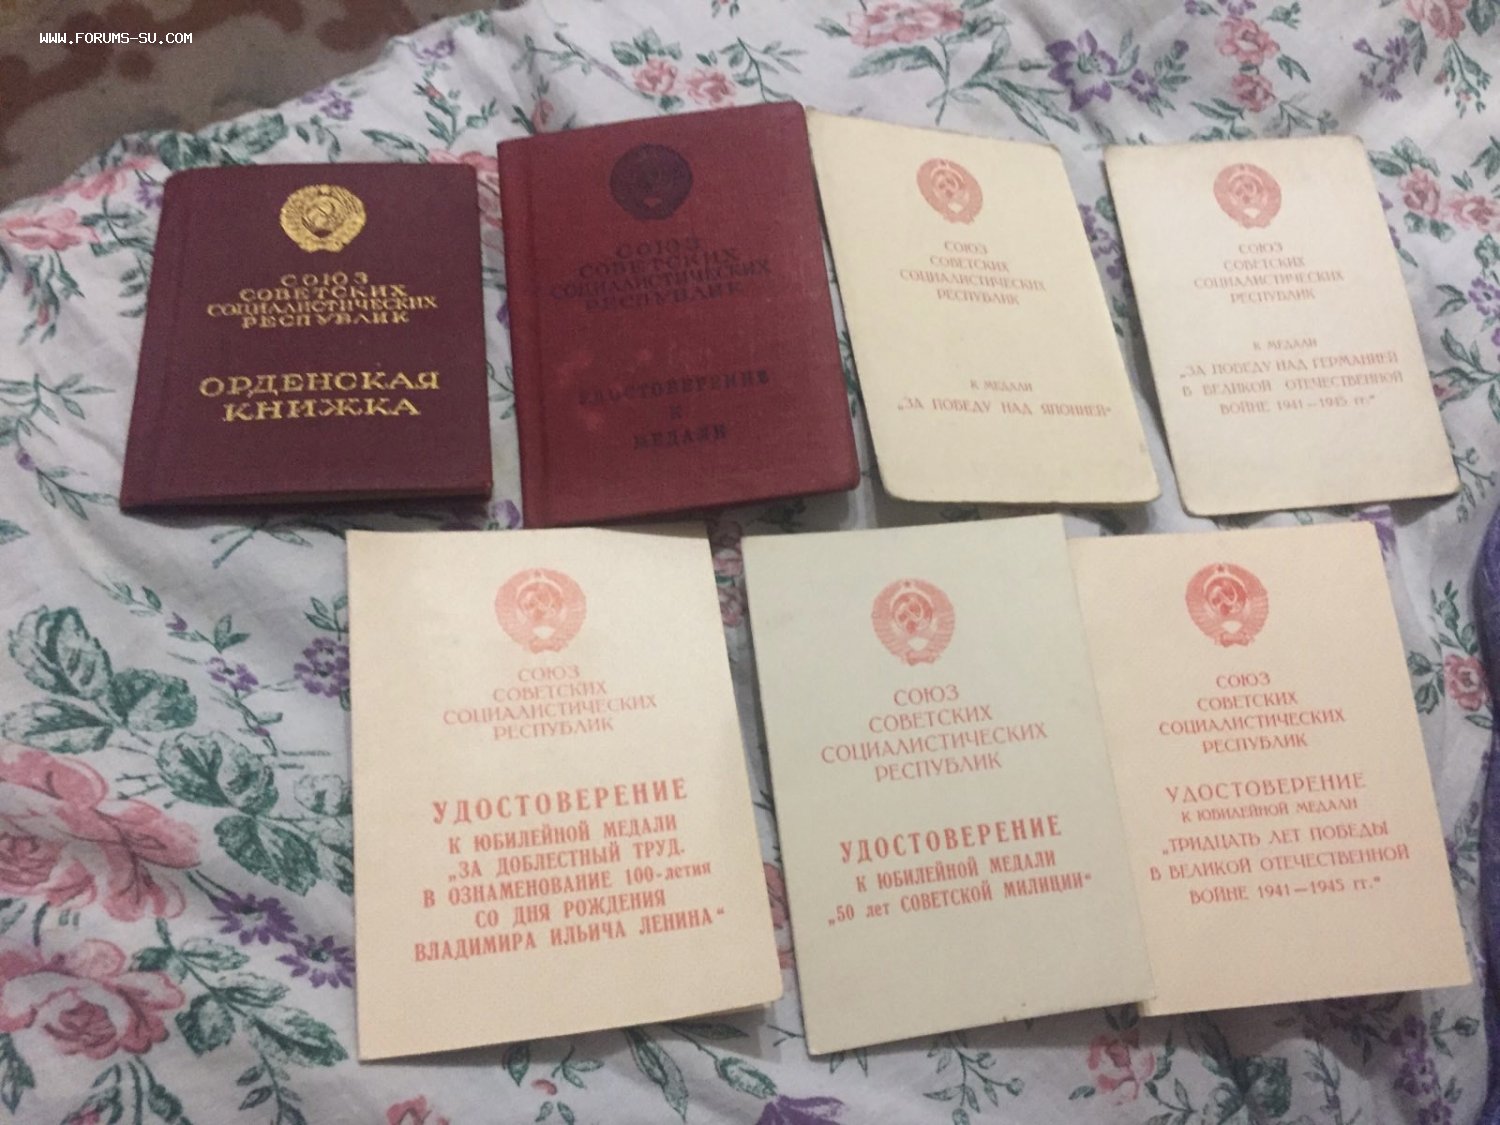 WWW.FORUMS-SU.COM
СОЮЗ
СОВЕТСКИХ
СОЦИАЛИСТИЧЕСКИХ
РЕСПУБЛИК
ОРДЕНСКАЯ
КНИЖКА
СОЮЗ
СОВЕТСКИХ
СОЦИАЛИСТИЧЕСКИХ
РЕСПУБЛИК
УДОСТОВЕРЕНИЕ
К
МЕДАЛИ
СОЮЗ
СОВЕТСКИХ
СОЦИАЛИСТИЧЕСКИХ
РЕСПУБЛИК
К МЕДАЛИ
„ЗА ПОБЕДУ НАД ЯПОНИЕЙ“
СОЮЗ
СОВЕТСКИХ
СОЦИАЛИСТИЧЕСКИХ
РЕСПУБЛИК
К МЕДАЛИ
„ЗА ПОБЕДУ НАД ГЕРМАНИЕЙ
В ВЕЛИКОЙ ОТЕЧЕСТВЕННОЙ
ВОЙНЕ 1941—1945 гг.“
СОЮЗ
СОВЕТСКИХ
СОЦИАЛИСТИЧЕСКИХ
РЕСПУБЛИК
УДОСТОВЕРЕНИЕ
К ЮБИЛЕЙНОЙ МЕДАЛИ
„ЗА ДОБЛЕСТНЫЙ ТРУД.
В ОЗНАМЕНОВАНИЕ 100-летия
СО ДНЯ РОЖДЕНИЯ
ВЛАДИМИРА ИЛЬИЧА ЛЕНИНА“
СОЮЗ
СОВЕТСКИХ
СОЦИАЛИСТИЧЕСКИХ
РЕСПУБЛИК
УДОСТОВЕРЕНИЕ
К ЮБИЛЕЙНОЙ МЕДАЛИ
„50 лет СОВЕТСКОЙ МИЛИЦИИ“
СОЮЗ
СОВЕТСКИХ
СОЦИАЛИСТИЧЕСКИХ
РЕСПУБЛИК
УДОСТОВЕРЕНИЕ
К ЮБИЛЕЙНОЙ МЕДАЛИ
„ТРИДЦАТЬ ЛЕТ ПОБЕДЫ
В ВЕЛИКОЙ ОТЕЧЕСТВЕННОЙ
ВОЙНЕ 1941—1945 гг.“